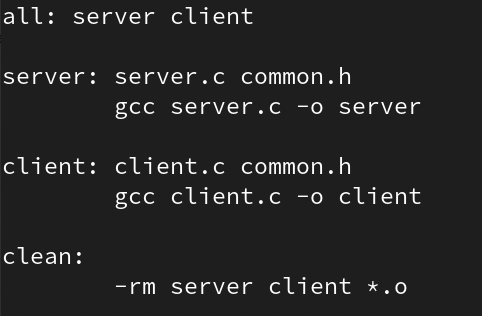 all: server client

server: server.c common.h
        gcc server.c -o server

client: client.c common.h
        gcc client.c -o client

clean:
        -rm server client *.o